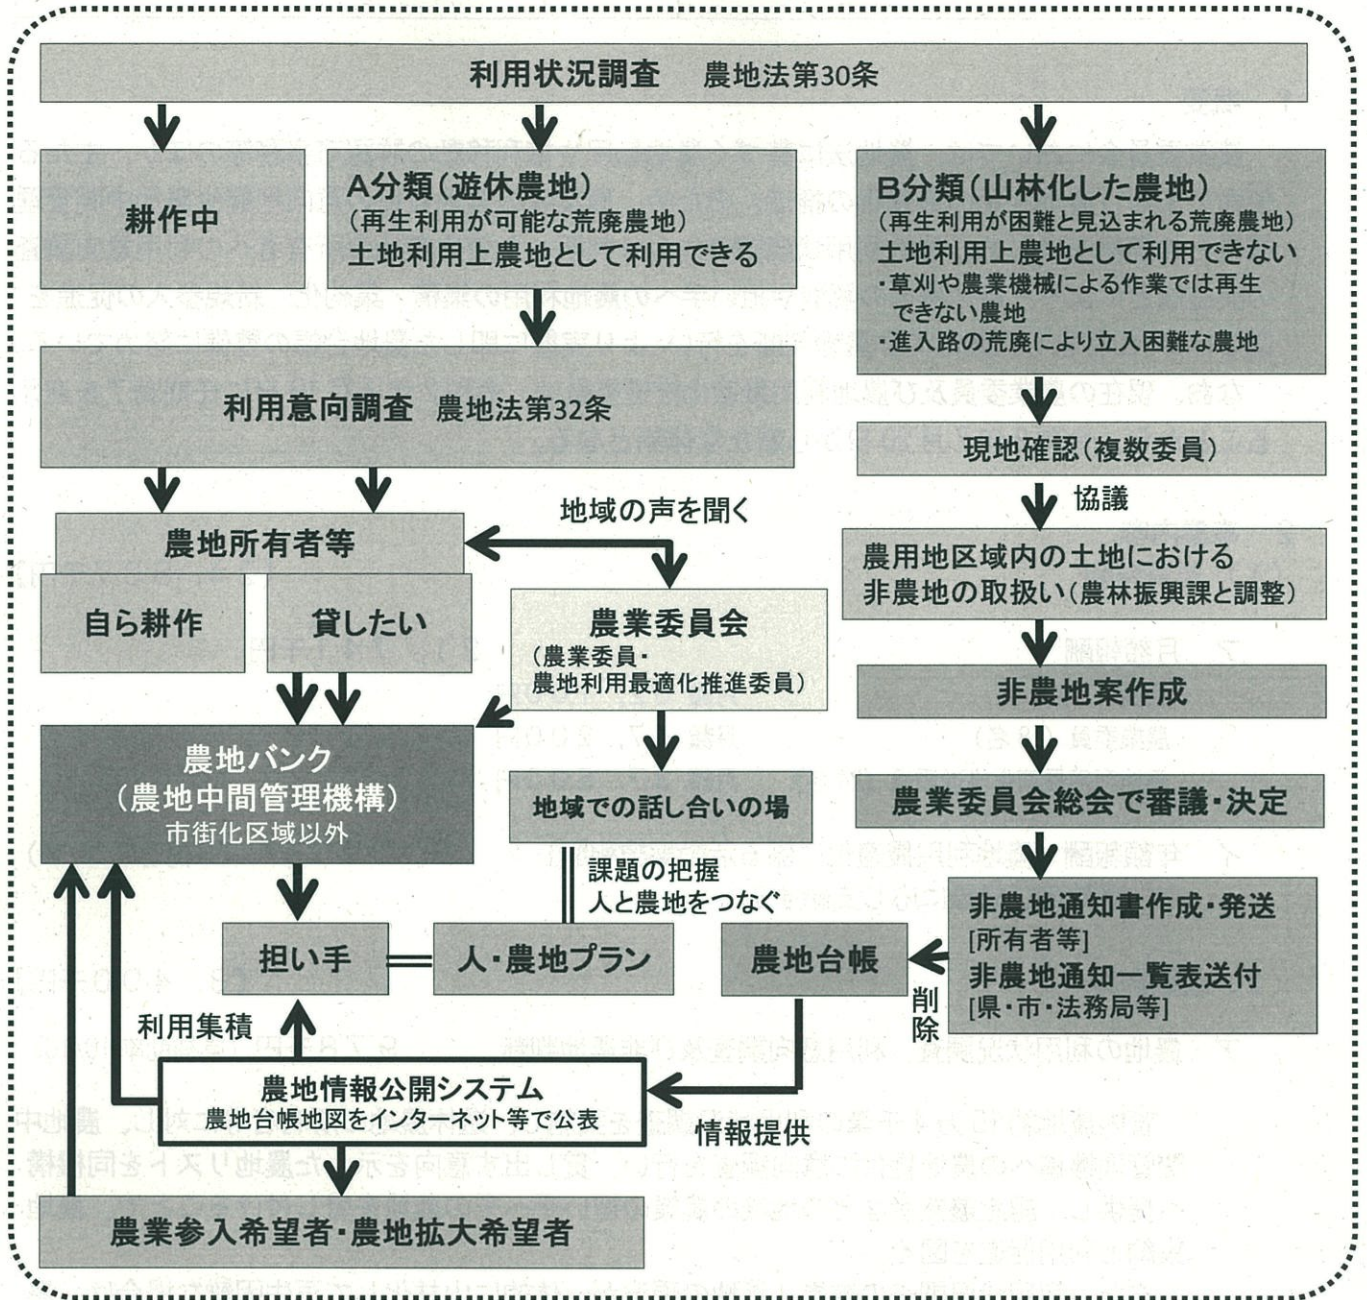 利用状況調査 農地法第30条
耕作中
A分類(遊休農地)
(再生利用が可能な荒廃農地)
土地利用上農地として利用できる
B分類(山林化した農地)
(再生利用が困難と見込まれる荒廃農地)
土地利用上農地として利用できない
・草刈や農業機械による作業では再生
できない農地
・進入路の荒廃により立入困難な農地
利用意向調査 農地法第32条
農地所有者等
自ら耕作
貸したい
地域の声を聞く
農業委員会
(農業委員・
農地利用最適化推進委員)
農地バンク
(農地中間管理機構)
市街化区域以外
地域での話し合いの場
課題の把握
人と農地をつなぐ
担い手
人・農地プラン
利用集積
農地情報公開システム
農地台帳地図をインターネット等で公表
農業参入希望者・農地拡大希望者
現地確認(複数委員)
協議
農用地区域内の土地における
非農地の取扱い(農林振興課と調整)
非農地案作成
農業委員会総会で審議・決定
非農地通知書作成・発送
[所有者等]
非農地通知一覧表送付
[県・市・法務局等]
削除
農地台帳
情報提供